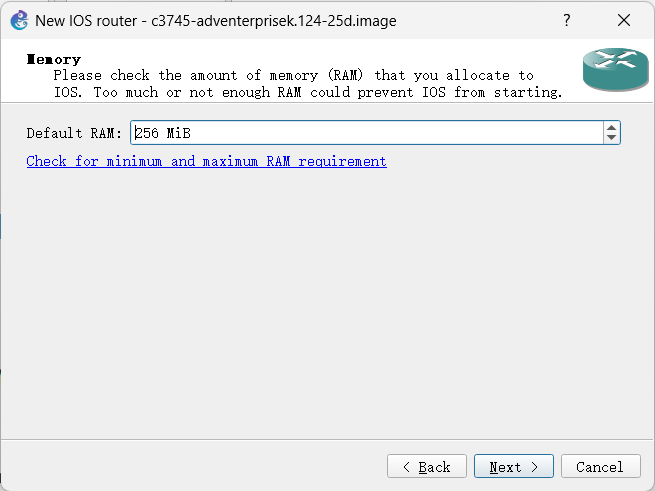 New IOS router - c3745-adventerprisek.124-25d.image
?
Memory
Please check the amount of memory (RAM) that you allocate to
IOS. Too much or not enough RAM could prevent IOS from starting.
Default RAM: 256 MiB
Check for minimum and maximum RAM requirement
< Back Next > Cancel